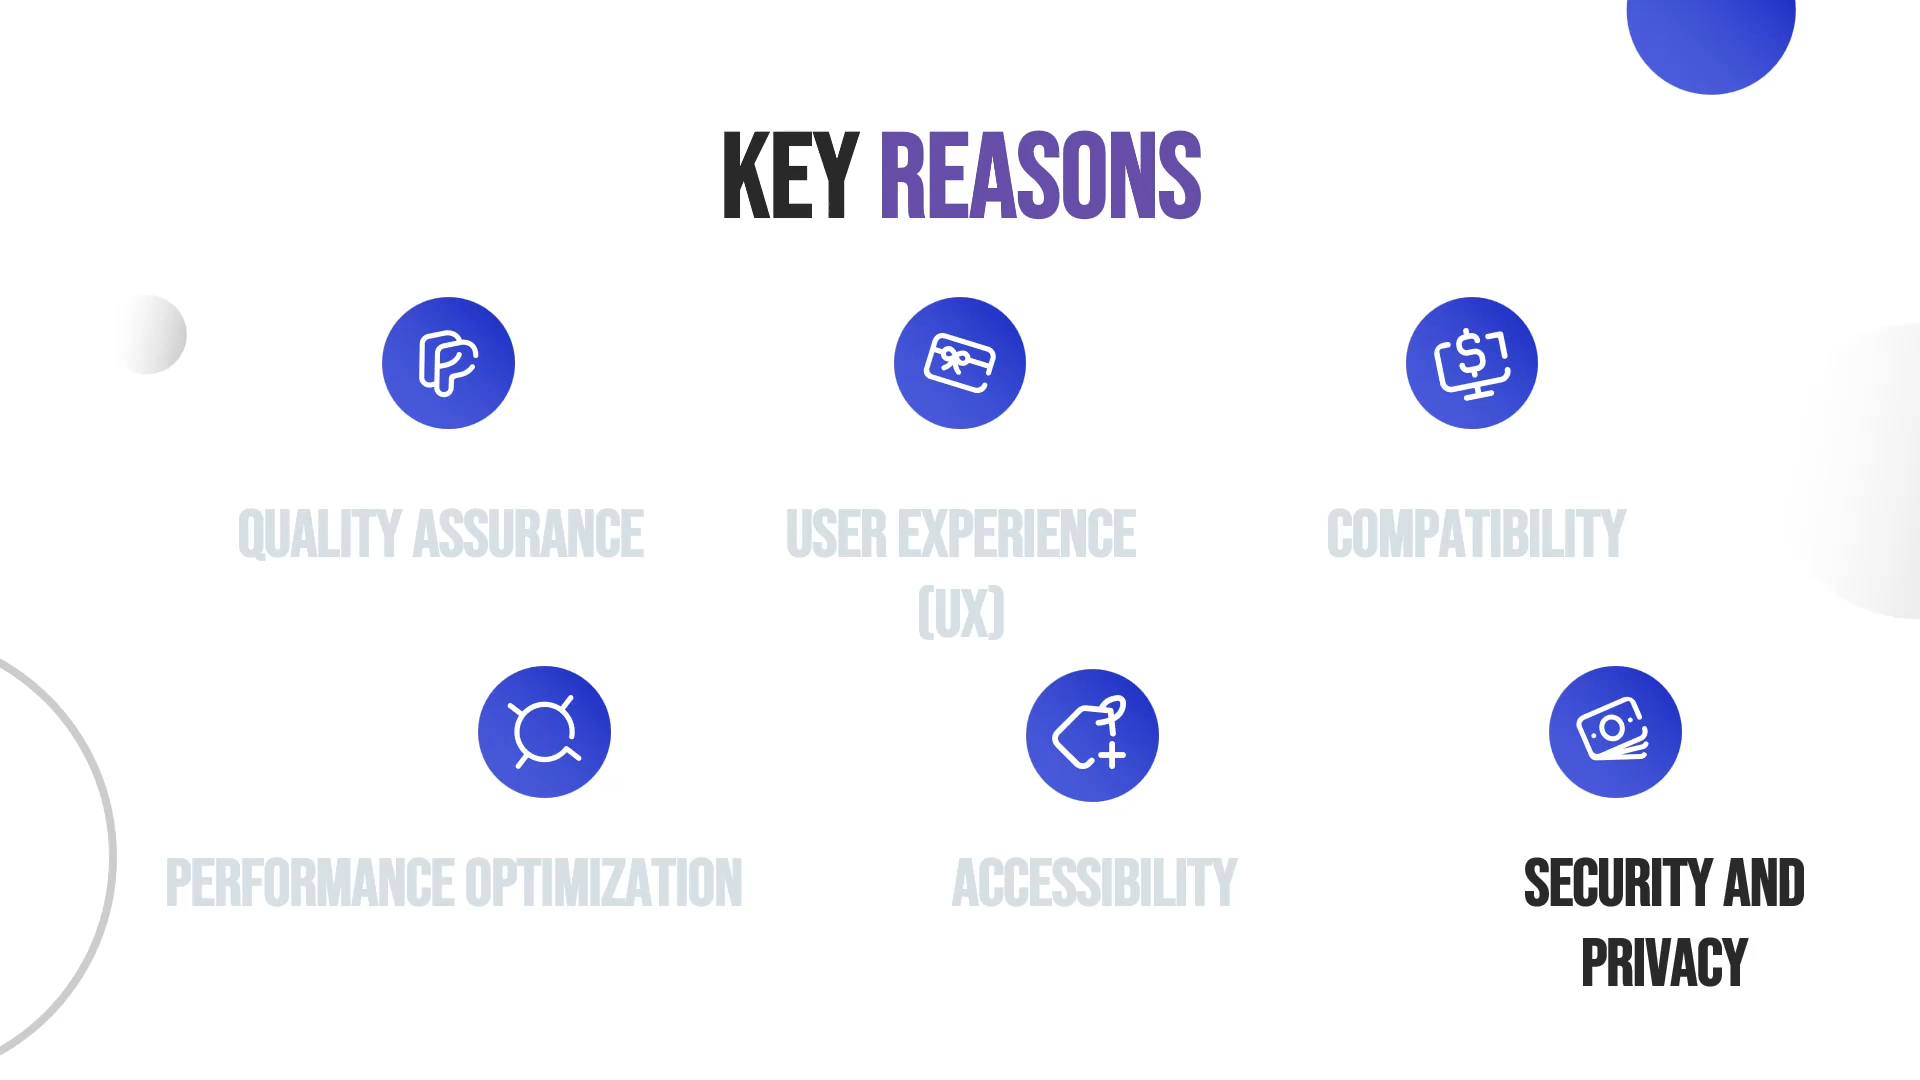 KEY REASONS
QUALITY ASSURANCE
USER EXPERIENCE
(UX)
COMPATIBILITY
PERFORMANCE OPTIMIZATION
ACCESSIBILITY
SECURITY AND
PRIVACY